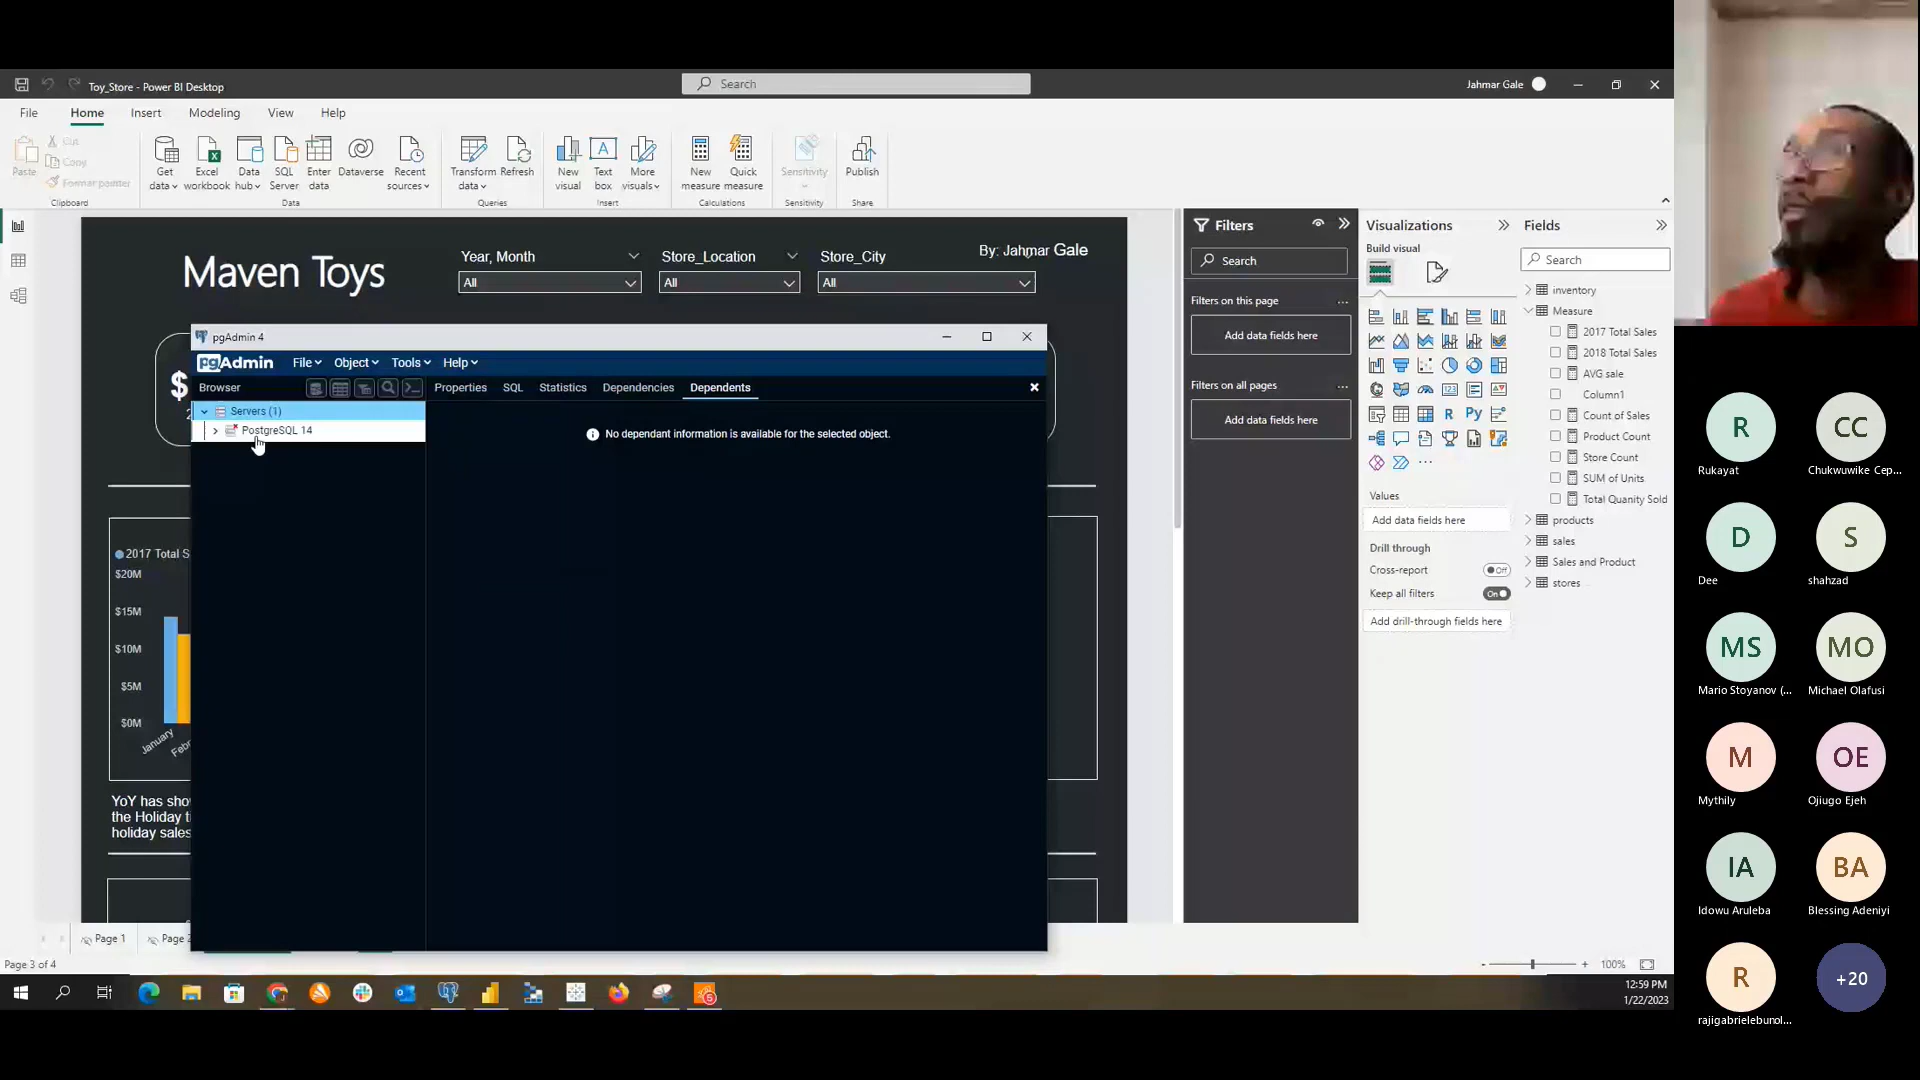 Toy_Store - Power BI Desktop
Search
Jahmar Gale
File
Home
Insert
Modeling
View
Help
Paste
Cut
Copy
Format painter
Clipboard
Get data
Excel workbook
Data hub
SQL Server
Enter data
Dataverse
Recent sources
Data
Transform data
Refresh
Queries
New visual
Text box
More visuals
Insert
New measure
Quick measure
Calculations
Sensitivity
Sensitivity
Publish
Share
Maven Toys
Year, Month
All
Store_Location
All
Store_City
All
By: Jahmar Gale
$
pgAdmin 4
pgAdmin
File
Object
Tools
Help
Browser
Properties
SQL
Statistics
Dependencies
Dependents
Servers (1)
PostgreSQL 14
No dependant information is available for the selected object.
2017 Total S
$20M
$15M
$10M
$5M
$0M
January
Febr
YoY has sho
the Holiday t
holiday sales
Page 1
Page 2
Page 3 of 4
100%
Filters
Search
Filters on this page
Add data fields here
Filters on all pages
Add data fields here
Visualizations
Build visual
R
Py
Values
Add data fields here
Drill through
Cross-report
Off
Keep all filters
On
Add drill-through fields here
Fields
Search
inventory
Measure
2017 Total Sales
2018 Total Sales
AVG sale
Column1
Count of Sales
Product Count
Store Count
SUM of Units
Total Quanity Sold
products
sales
Sales and Product
stores
5
12:59 PM
1/22/2023
R
Rukayat
CC
Chukwuwike Cep...
D
Dee
S
shahzad
MS
Mario Stoyanov (...
MO
Michael Olafusi
M
Mythily
OE
Ojiugo Ejeh
IA
Idowu Aruleba
BA
Blessing Adeniyi
R
rajigabrielebunol...
+20